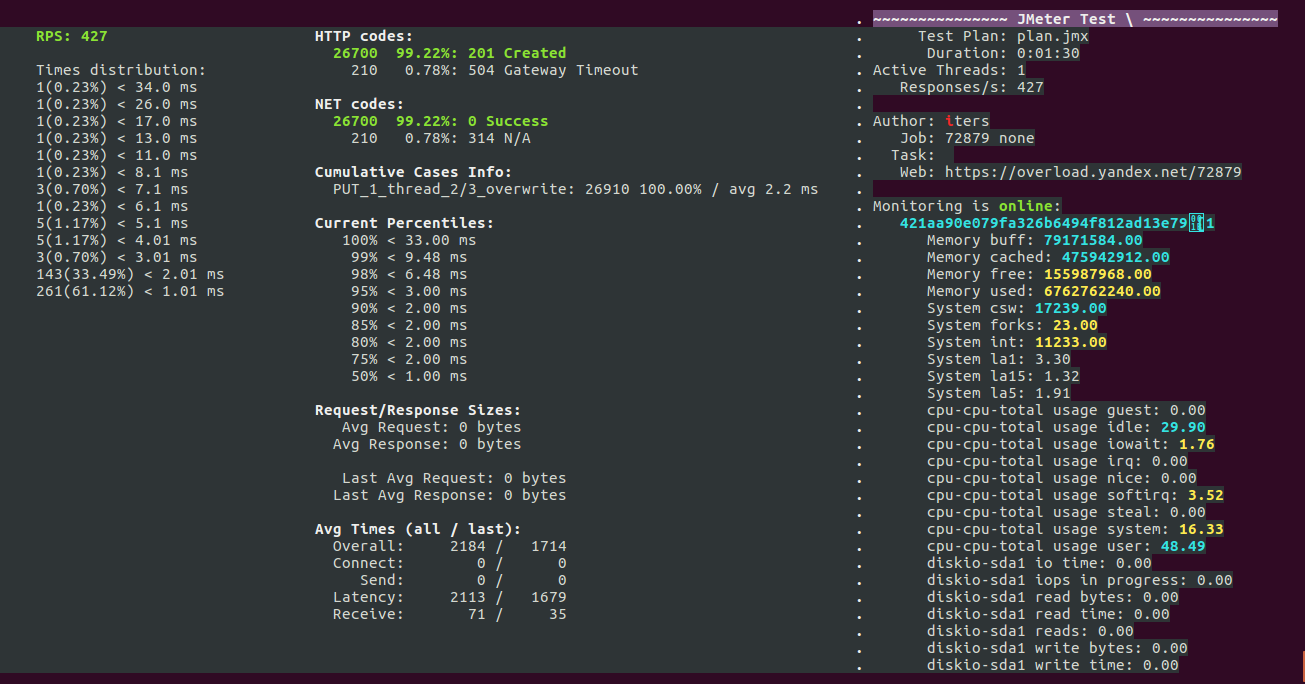 RPS: 427
Times distribution:
1(0.23%) < 34.0 ms
1(0.23%) < 26.0 ms
1(0.23%) < 17.0 ms
1(0.23%) < 13.0 ms
1(0.23%) < 11.0 ms
1(0.23%) < 8.1 ms
3(0.70%) < 7.1 ms
1(0.23%) < 6.1 ms
5(1.17%) < 5.1 ms
5(1.17%) < 4.01 ms
3(0.70%) < 3.01 ms
143(33.49%) < 2.01 ms
261(61.12%) < 1.01 ms
HTTP codes:
26700 99.22%: 201 Created
210 0.78%: 504 Gateway Timeout
NET codes:
26700 99.22%: 0 Success
210 0.78%: 314 N/A
Cumulative Cases Info:
PUT_1_thread_2/3_overwrite: 26910 100.00% / avg 2.2 ms
Current Percentiles:
100% < 33.00 ms
99% < 9.48 ms
98% < 6.48 ms
95% < 3.00 ms
90% < 2.00 ms
85% < 2.00 ms
80% < 2.00 ms
75% < 2.00 ms
50% < 1.00 ms
Request/Response Sizes:
Avg Request: 0 bytes
Avg Response: 0 bytes
Last Avg Request: 0 bytes
Last Avg Response: 0 bytes
Avg Times (all / last):
Overall: 2184 / 1714
Connect: 0 / 0
Send: 0 / 0
Latency: 2113 / 1679
Receive: 71 / 35
. ~~~~~~~~~~~~~~~ JMeter Test \ ~~~~~~~~~~~~~~~
. Test Plan: plan.jmx
. Duration: 0:01:30
. Active Threads: 1
. Responses/s: 427
.
. Author: iters
. Job: 72879 none
. Task:
. Web: https://overload.yandex.net/72879
.
. Monitoring is online:
. 421aa90e079fa326b6494f812ad13e79 1
. Memory buff: 79171584.00
. Memory cached: 475942912.00
. Memory free: 155987968.00
. Memory used: 6762762240.00
. System csw: 17239.00
. System forks: 23.00
. System int: 11233.00
. System la1: 3.30
. System la15: 1.32
. System la5: 1.91
. cpu-cpu-total usage guest: 0.00
. cpu-cpu-total usage idle: 29.90
. cpu-cpu-total usage iowait: 1.76
. cpu-cpu-total usage irq: 0.00
. cpu-cpu-total usage nice: 0.00
. cpu-cpu-total usage softirq: 3.52
. cpu-cpu-total usage steal: 0.00
. cpu-cpu-total usage system: 16.33
. cpu-cpu-total usage user: 48.49
. diskio-sda1 io time: 0.00
. diskio-sda1 iops in progress: 0.00
. diskio-sda1 read bytes: 0.00
. diskio-sda1 read time: 0.00
. diskio-sda1 reads: 0.00
. diskio-sda1 write bytes: 0.00
. diskio-sda1 write time: 0.00